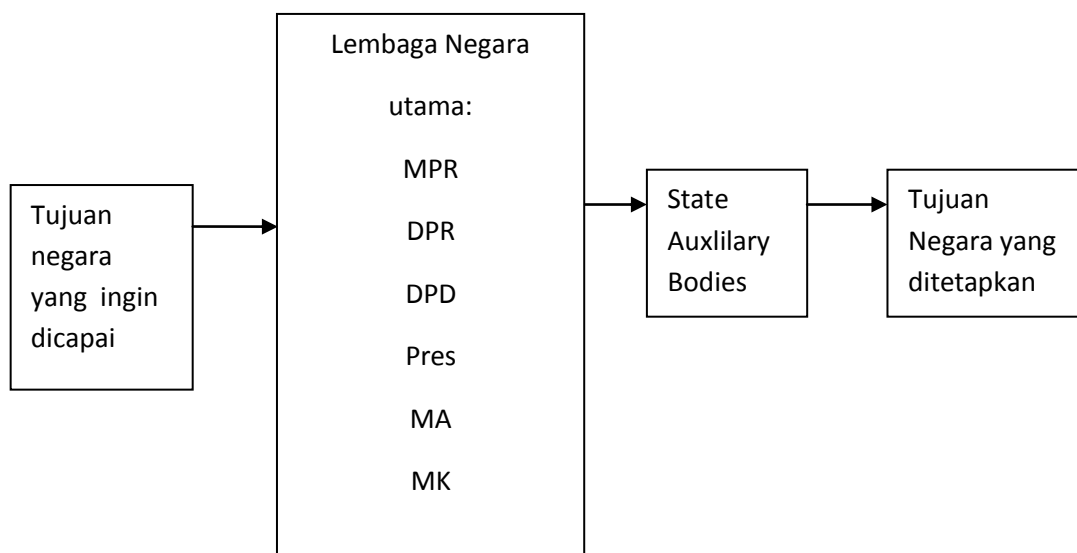 Tujuan
negara
yang ingin
dicapai
Lembaga Negara
utama:
MPR
DPR
DPD
Pres
MA
MK
State
Auxlilary
Bodies
Tujuan
Negara yang
ditetapkan